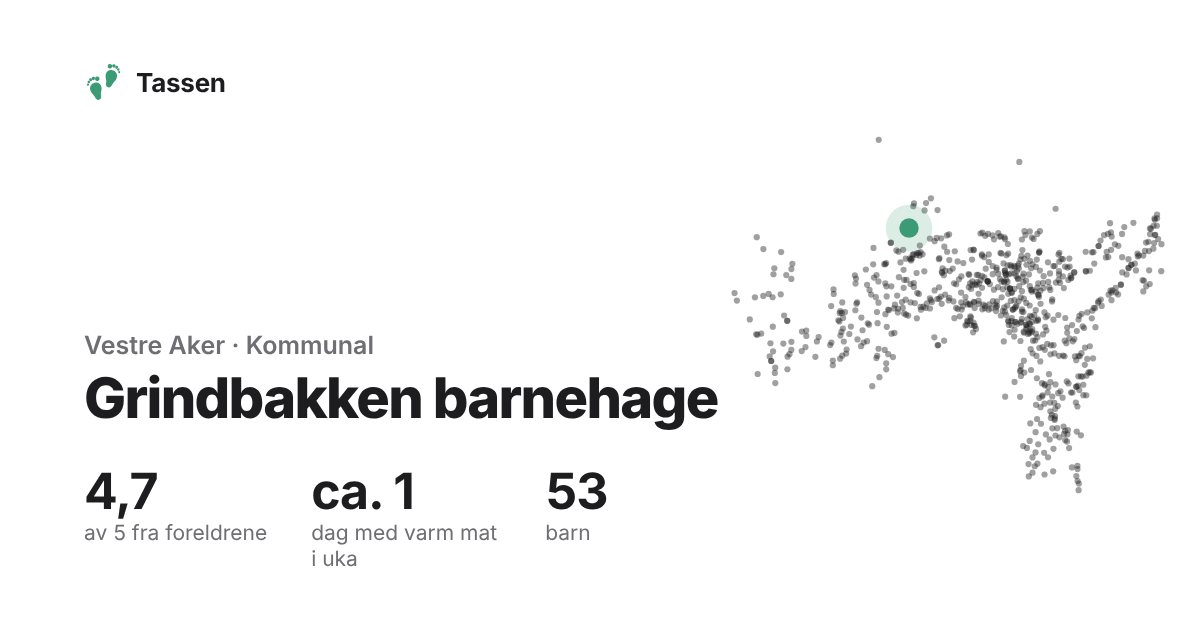 Tassen
Vestre Aker · Kommunal
Grindbakken barnehage
4,7
av 5 fra foreldrene
ca. 1
dag med varm mat
i uka
53
barn